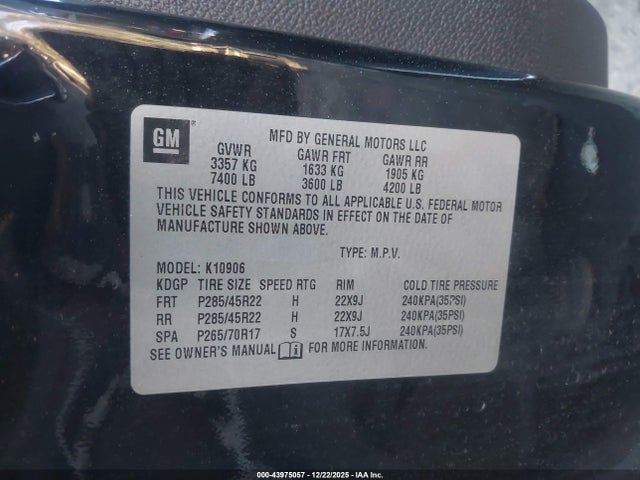 GM ®
MFD BY GENERAL MOTORS LLC
GVWR GAWR FRT GAWR RR
3357 KG 1633 KG 1905 KG
7400 LB 3600 LB 4200 LB
THIS VEHICLE CONFORMS TO ALL APPLICABLE U.S. FEDERAL MOTOR
VEHICLE SAFETY STANDARDS IN EFFECT ON THE DATE OF
MANUFACTURE SHOWN ABOVE.
TYPE: M.P.V.
MODEL: K10906
KDGP TIRE SIZE SPEED RTG RIM COLD TIRE PRESSURE
FRT P285/45R22 H 22X9J 240KPA(35PSI)
RR P285/45R22 H 22X9J 240KPA(35PSI)
SPA P265/70R17 S 17X7.5J 240KPA(35PSI)
SEE OWNER'S MANUAL FOR MORE INFORMATION.
000-43975057 - 12/22/2025 - IAAI.com